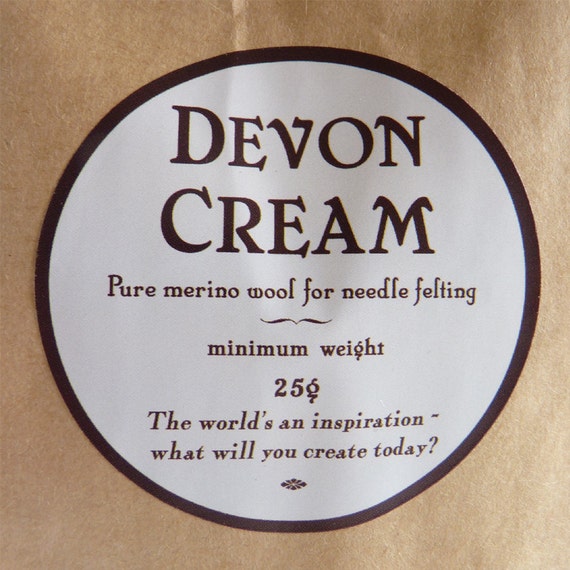 DEVON
CREAM
Pure merino wool for needle felting
minimum weight
25g
The world's an inspiration -
what will you create today?